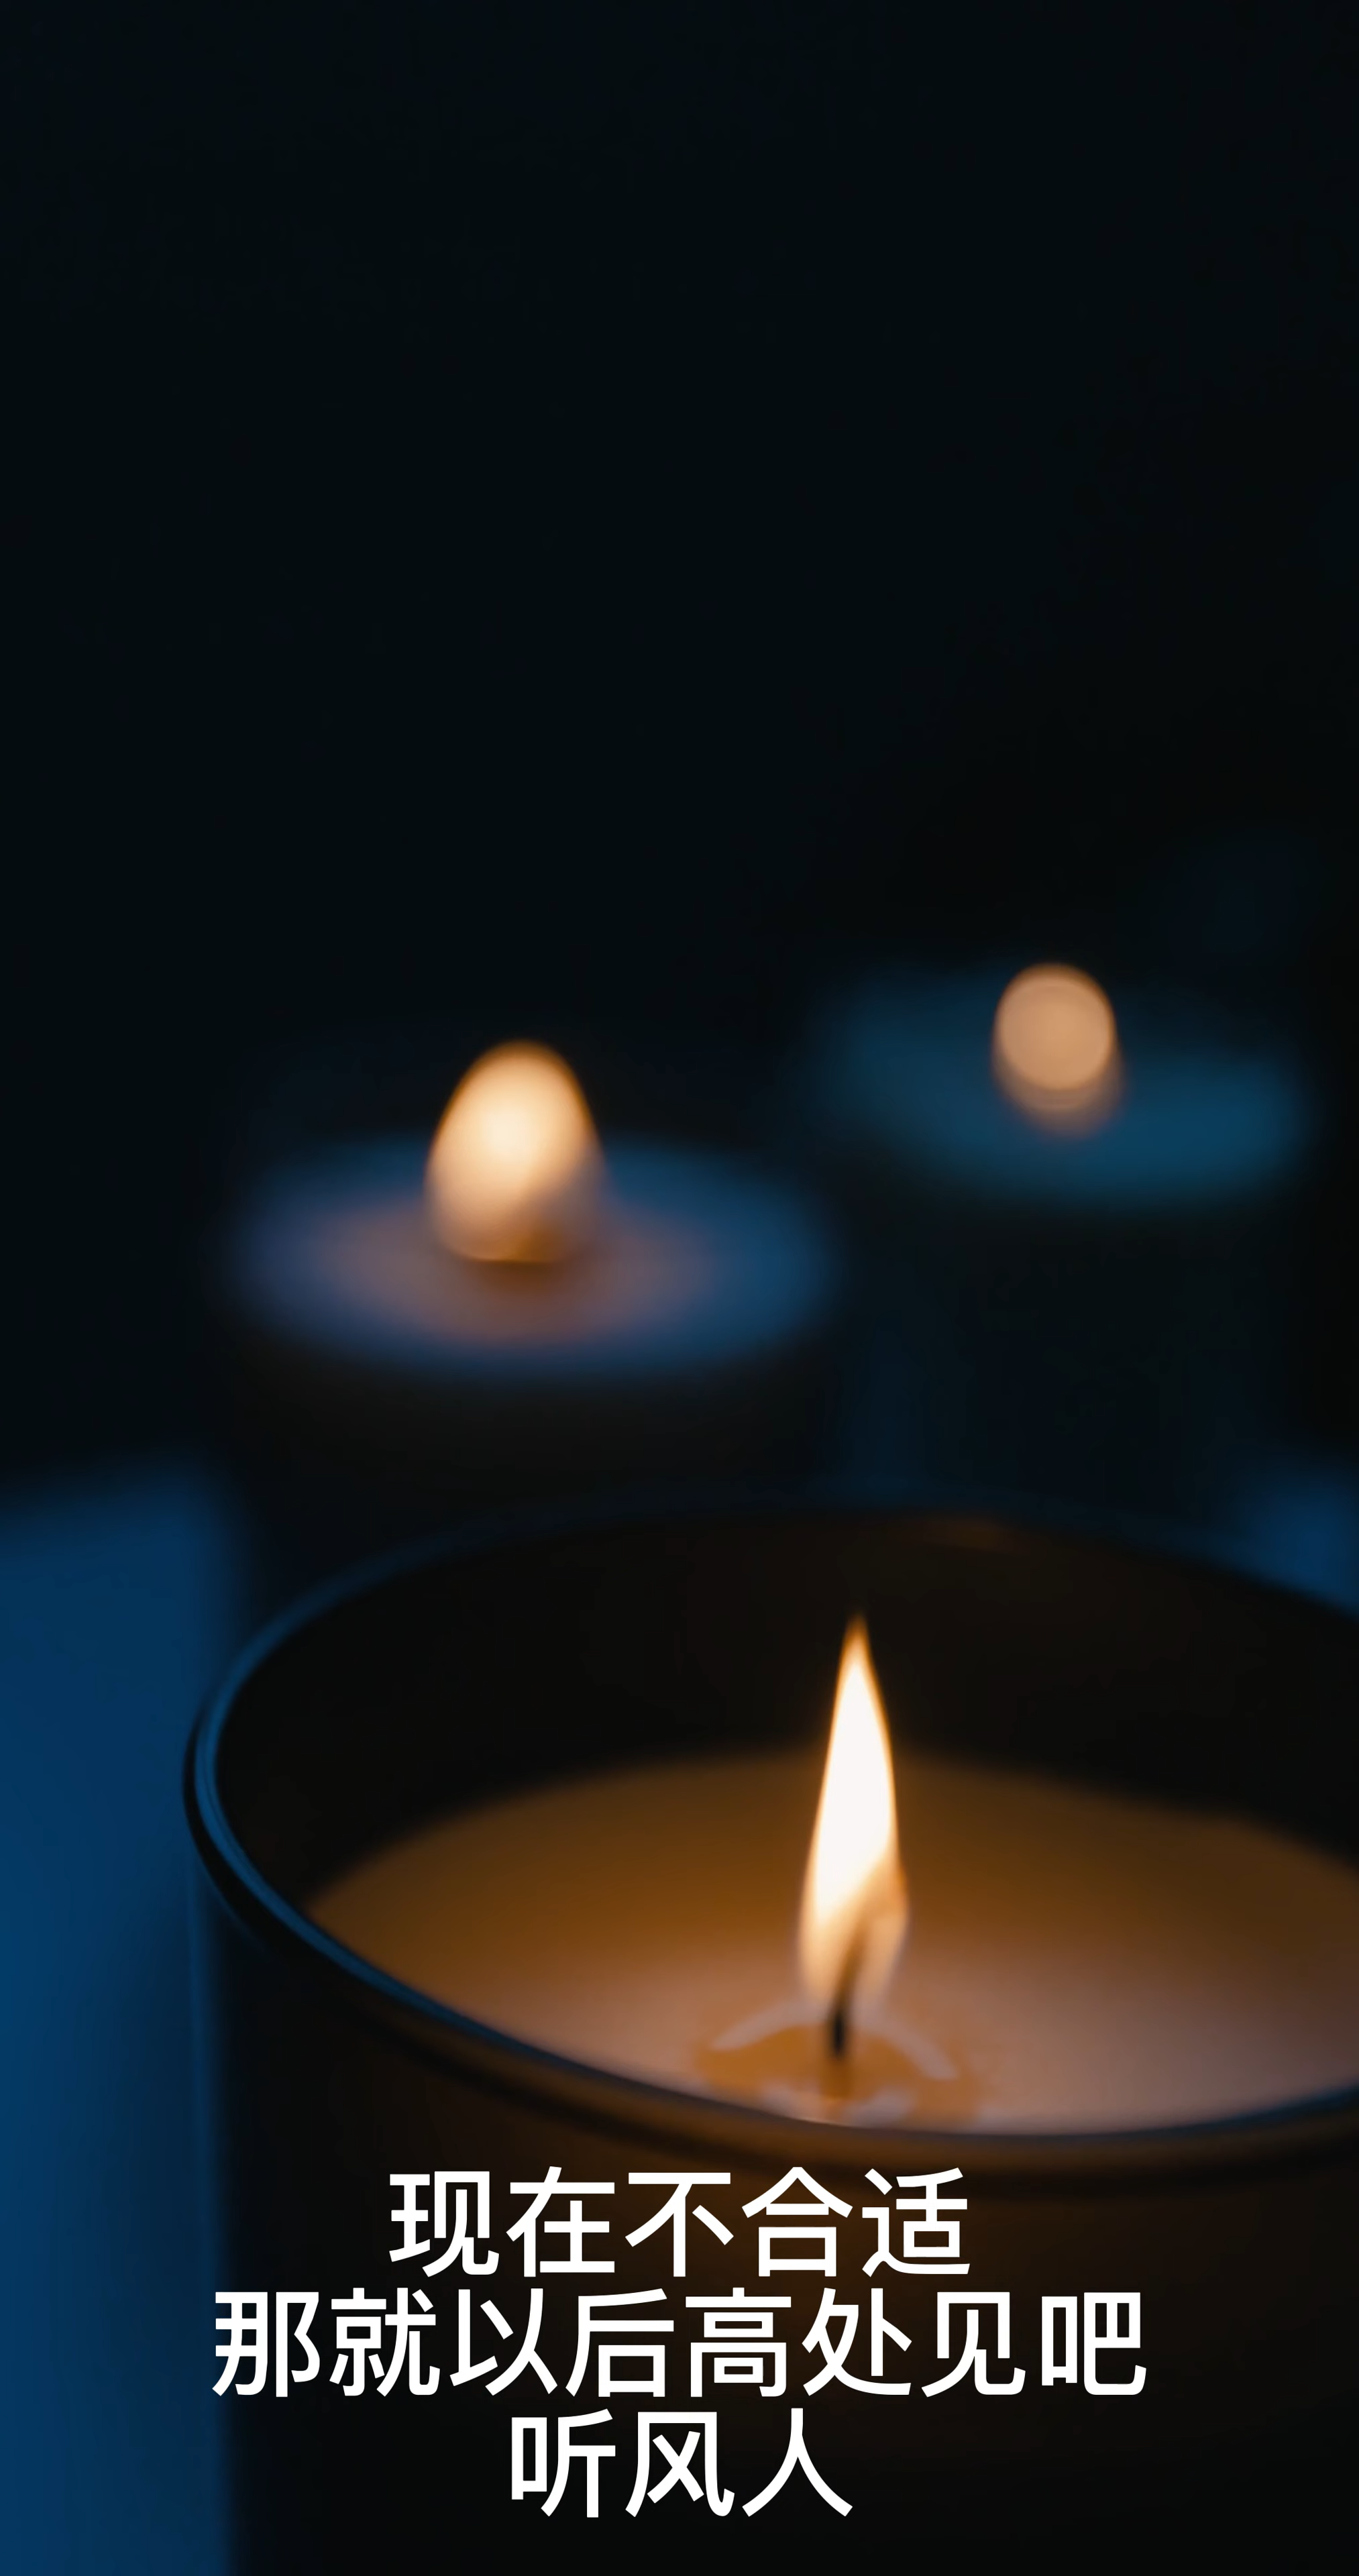 现在不合适
那就以后高处见吧
听风人